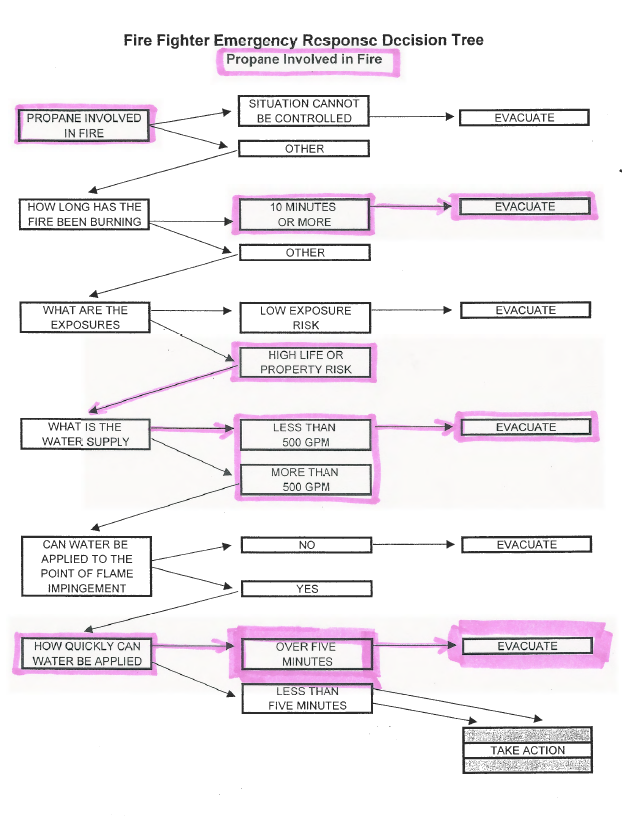 Fire Fighter Emergency Response Decision Tree
Propane Involved in Fire
PROPANE INVOLVED
IN FIRE
SITUATION CANNOT
BE CONTROLLED
EVACUATE
OTHER
HOW LONG HAS THE
FIRE BEEN BURNING
10 MINUTES
OR MORE
EVACUATE
OTHER
WHAT ARE THE
EXPOSURES
LOW EXPOSURE
RISK
EVACUATE
HIGH LIFE OR
PROPERTY RISK
WHAT IS THE
WATER SUPPLY
LESS THAN
500 GPM
EVACUATE
MORE THAN
500 GPM
CAN WATER BE
APPLIED TO THE
POINT OF FLAME
IMPINGEMENT
NO
EVACUATE
YES
HOW QUICKLY CAN
WATER BE APPLIED
OVER FIVE
MINUTES
EVACUATE
LESS THAN
FIVE MINUTES
TAKE ACTION